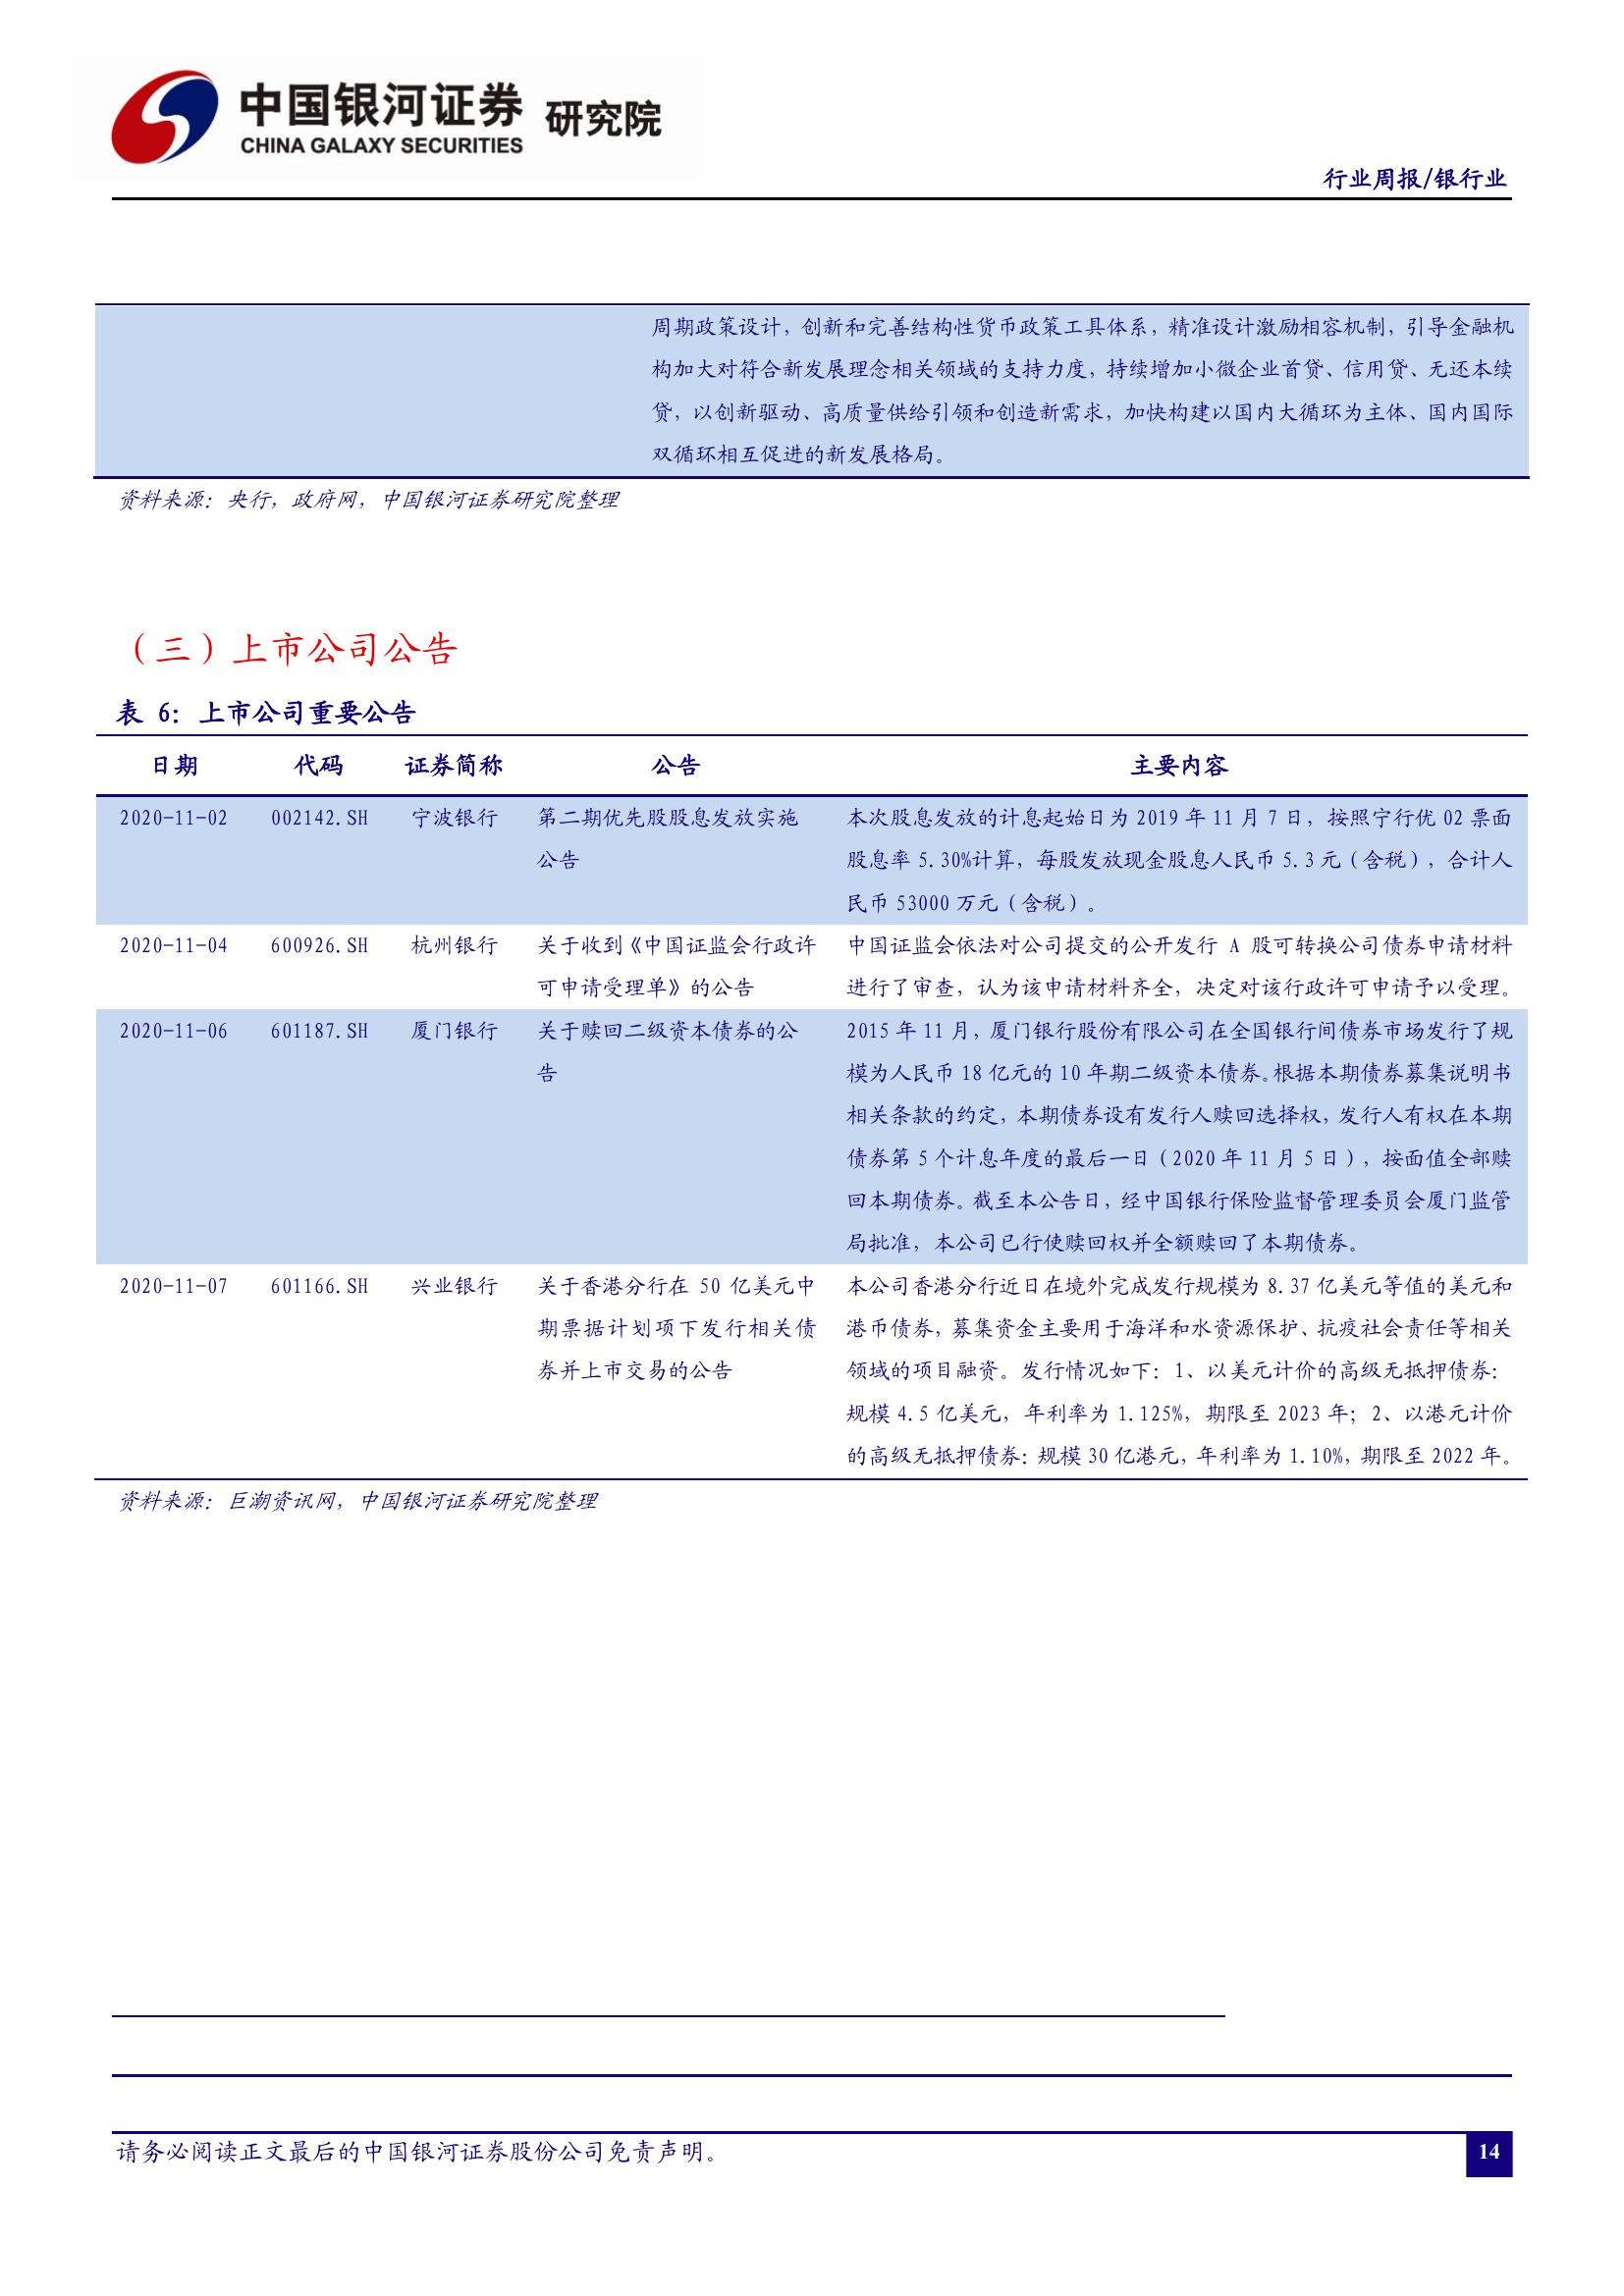 中国银河证券 研究院
CHINA GALAXY SECURITIES
行业周报/银行业
周期政策设计，创新和完善结构性货币政策工具体系，精准设计激励相容机制，引导金融机
构加大对符合新发展理念相关领域的支持力度，持续增加小微企业首贷、信用贷、无还本续
贷，以创新驱动、高质量供给引领和创造新需求，加快构建以国内大循环为主体、国内国际
双循环相互促进的新发展格局。
资料来源：央行，政府网，中国银河证券研究院整理
（三）上市公司公告
表 6：上市公司重要公告
日期 代码 证券简称 公告 主要内容
2020-11-02 002142.SH 宁波银行 第二期优先股股息发放实施 本次股息发放的计息起始日为 2019 年 11 月 7 日，按照宁行优 02 票面
公告 股息率 5.30%计算，每股发放现金股息人民币 5.3 元（含税），合计人
民币 53000 万元（含税）。
2020-11-04 600926.SH 杭州银行 关于收到《中国证监会行政许 中国证监会依法对公司提交的公开发行 A 股可转换公司债券申请材料
可申请受理单》的公告 进行了审查，认为该申请材料齐全，决定对该行政许可申请予以受理。
2020-11-06 601187.SH 厦门银行 关于赎回二级资本债券的公 2015 年 11 月，厦门银行股份有限公司在全国银行间债券市场发行了规
告 模为人民币 18 亿元的 10 年期二级资本债券。根据本期债券募集说明书
相关条款的约定，本期债券设有发行人赎回选择权，发行人有权在本期
债券第 5 个计息年度的最后一日（2020 年 11 月 5 日），按面值全部赎
回本期债券。截至本公告日，经中国银行保险监督管理委员会厦门监管
局批准，本公司已行使赎回权并全额赎回了本期债券。
2020-11-07 601166.SH 兴业银行 关于香港分行在 50 亿美元中 本公司香港分行近日在境外完成发行规模为 8.37 亿美元等值的美元和
期票据计划项下发行相关债 港币债券，募集资金主要用于海洋和水资源保护、抗疫社会责任等相关
券并上市交易的公告 领域的项目融资。发行情况如下：1、以美元计价的高级无抵押债券：
规模 4.5 亿美元，年利率为 1.125%，期限至 2023 年；2、以港元计价
的高级无抵押债券：规模 30 亿港元，年利率为 1.10%，期限至 2022 年。
资料来源：巨潮资讯网，中国银河证券研究院整理
请务必阅读正文最后的中国银河证券股份公司免责声明。
14